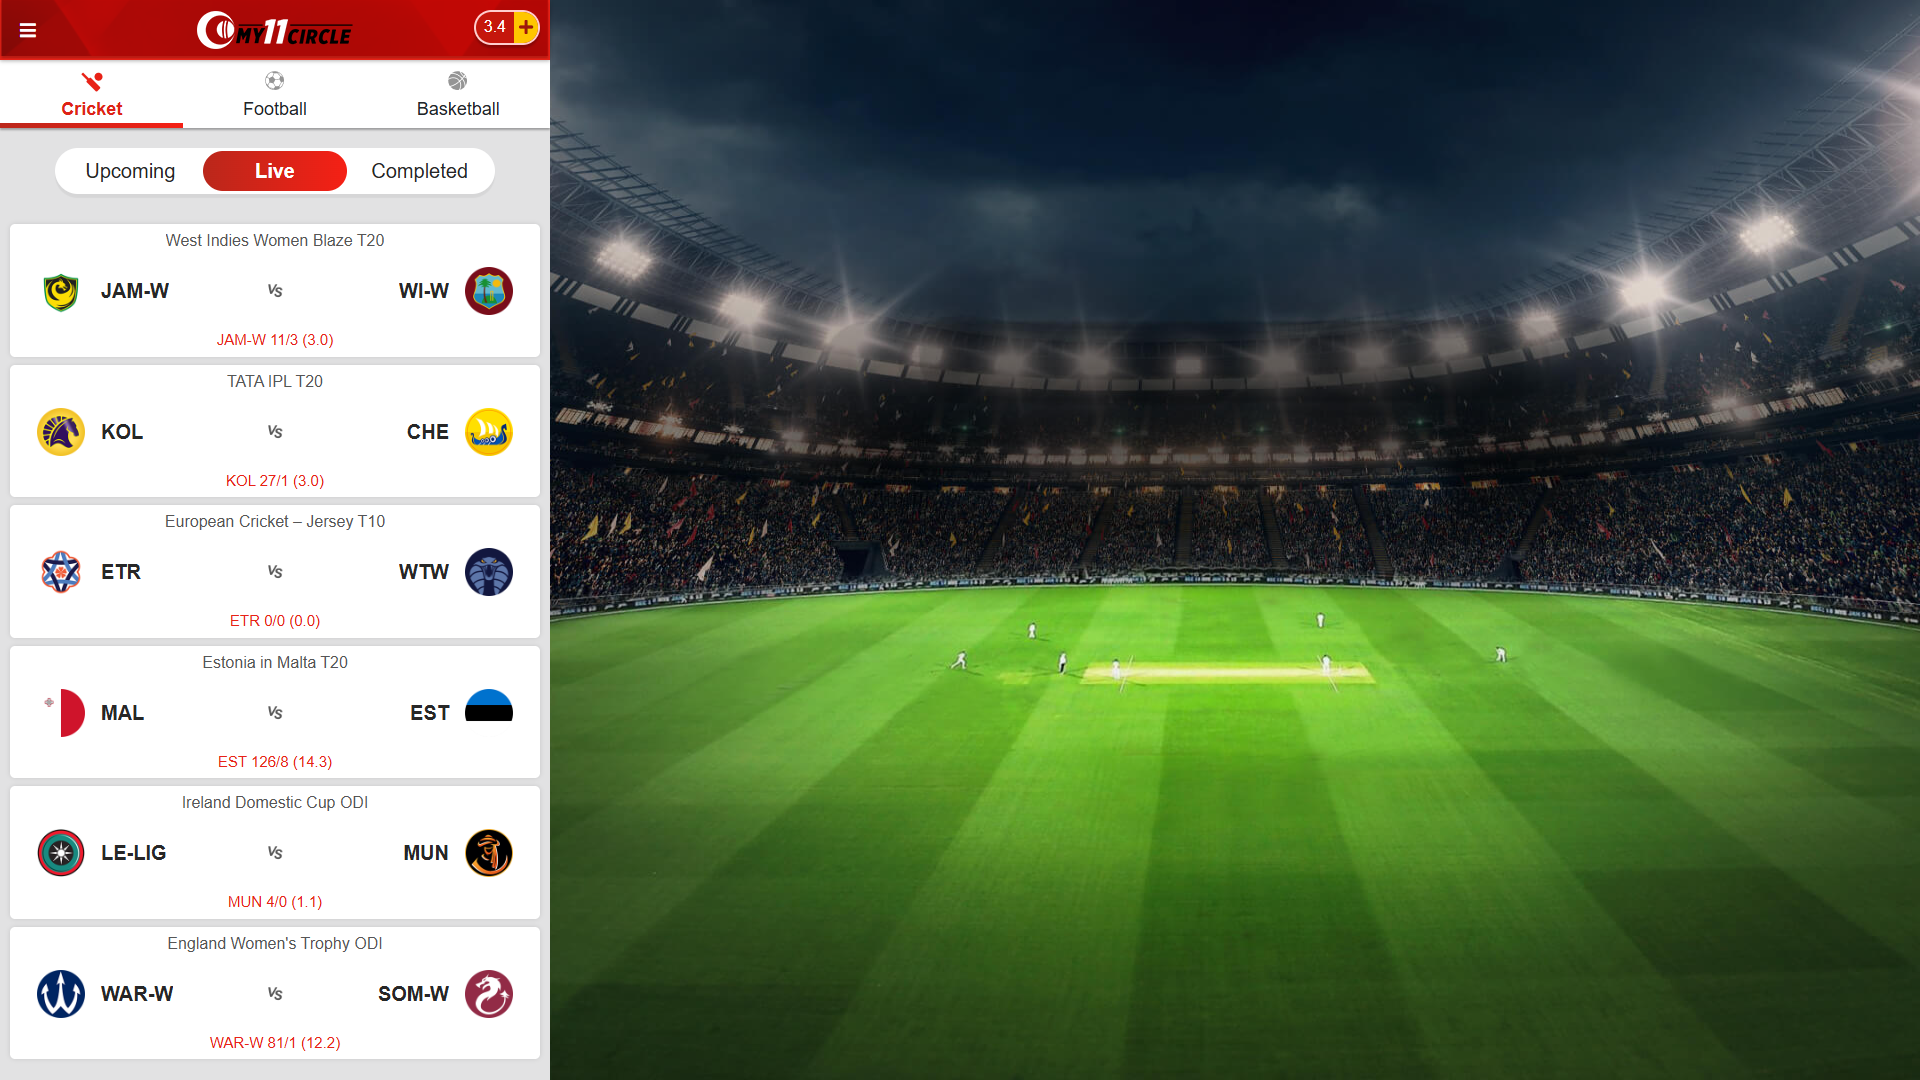 MY11CIRCLE
3.4 +
Cricket
Football
Basketball
Upcoming
Live
Completed
West Indies Women Blaze T20
JAM-W
VS
WI-W
JAM-W 11/3 (3.0)
TATA IPL T20
KOL
VS
CHE
KOL 27/1 (3.0)
European Cricket – Jersey T10
ETR
VS
WTW
ETR 0/0 (0.0)
Estonia in Malta T20
MAL
VS
EST
EST 126/8 (14.3)
Ireland Domestic Cup ODI
LE-LIG
VS
MUN
MUN 4/0 (1.1)
England Women's Trophy ODI
WAR-W
VS
SOM-W
WAR-W 81/1 (12.2)